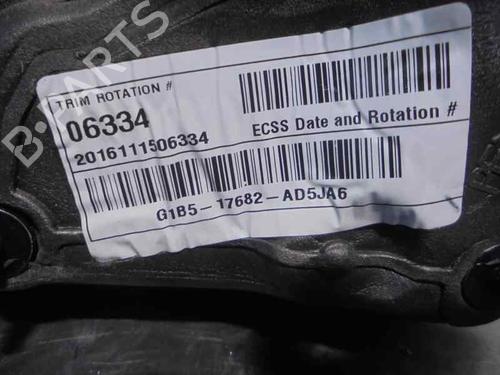 B-PARTS
TRIM ROTATION #
06334
2016111506334
ECSS Date and Rotation #
G1B5-17682-AD5JA6